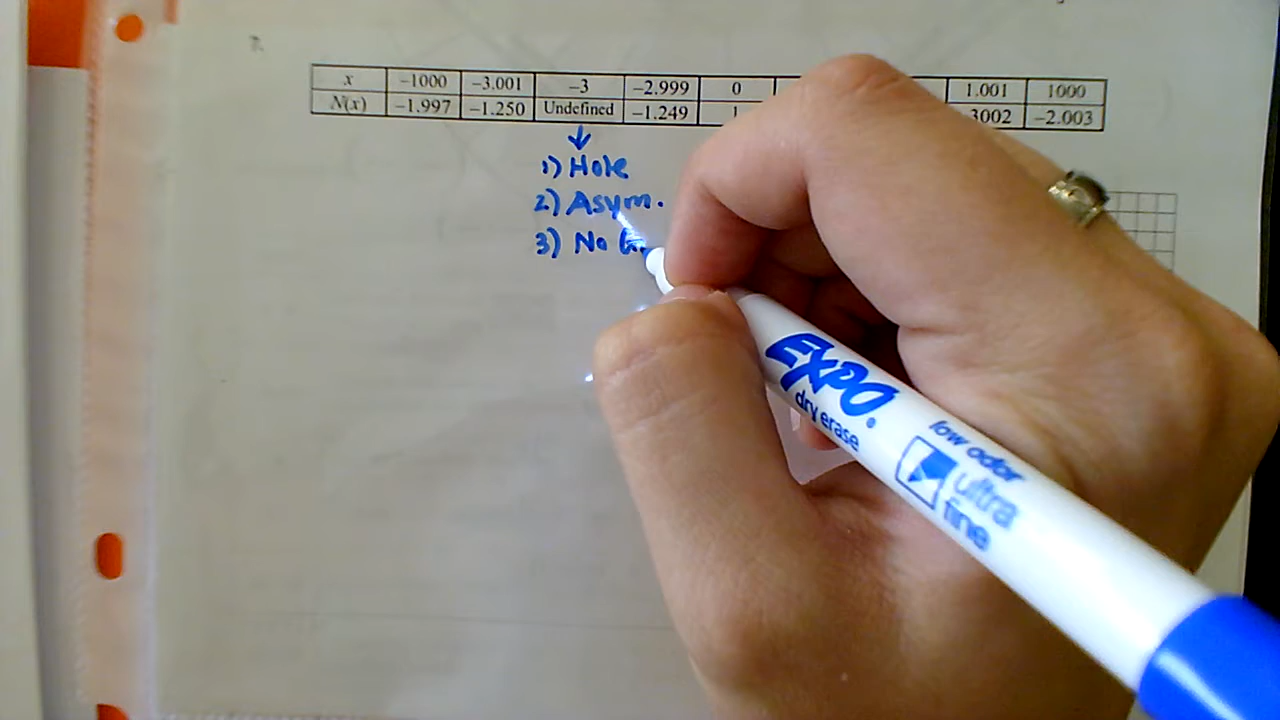 x −1000 −3.001 −3 −2.999 0 1.001 1000
N(x) −1.997 −1.250 Undefined −1.249 1 3002 −2.003
↓
1) Hole
2) Asym.
3) No
EXPO.
dry erase
low odor
ultra
fine